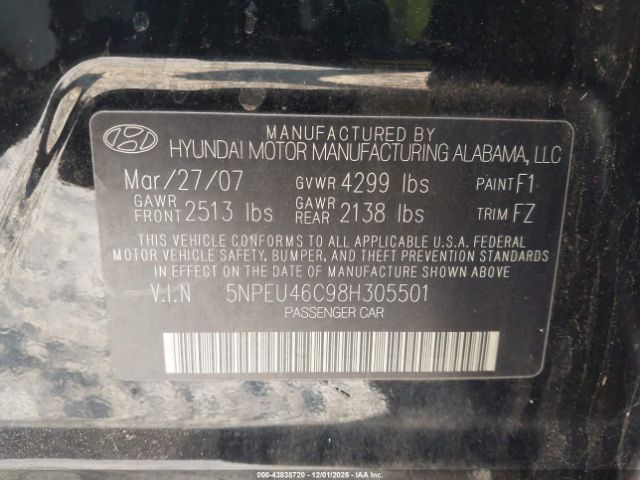 MANUFACTURED BY
HYUNDAI MOTOR MANUFACTURING ALABAMA, LLC
Mar/27/07 GVWR 4299 lbs PAINT F1
GAWR FRONT 2513 lbs GAWR REAR 2138 lbs TRIM FZ
THIS VEHICLE CONFORMS TO ALL APPLICABLE U.S.A. FEDERAL
MOTOR VEHICLE SAFETY, BUMPER, AND THEFT PREVENTION
STANDARDS IN EFFECT ON THE DATE OF MANUFACTURE SHOWN ABOVE
V.I.N 5NPEU46C98H305501
PASSENGER CAR
000-43838720 - 12/01/2025 - IAA, Inc.